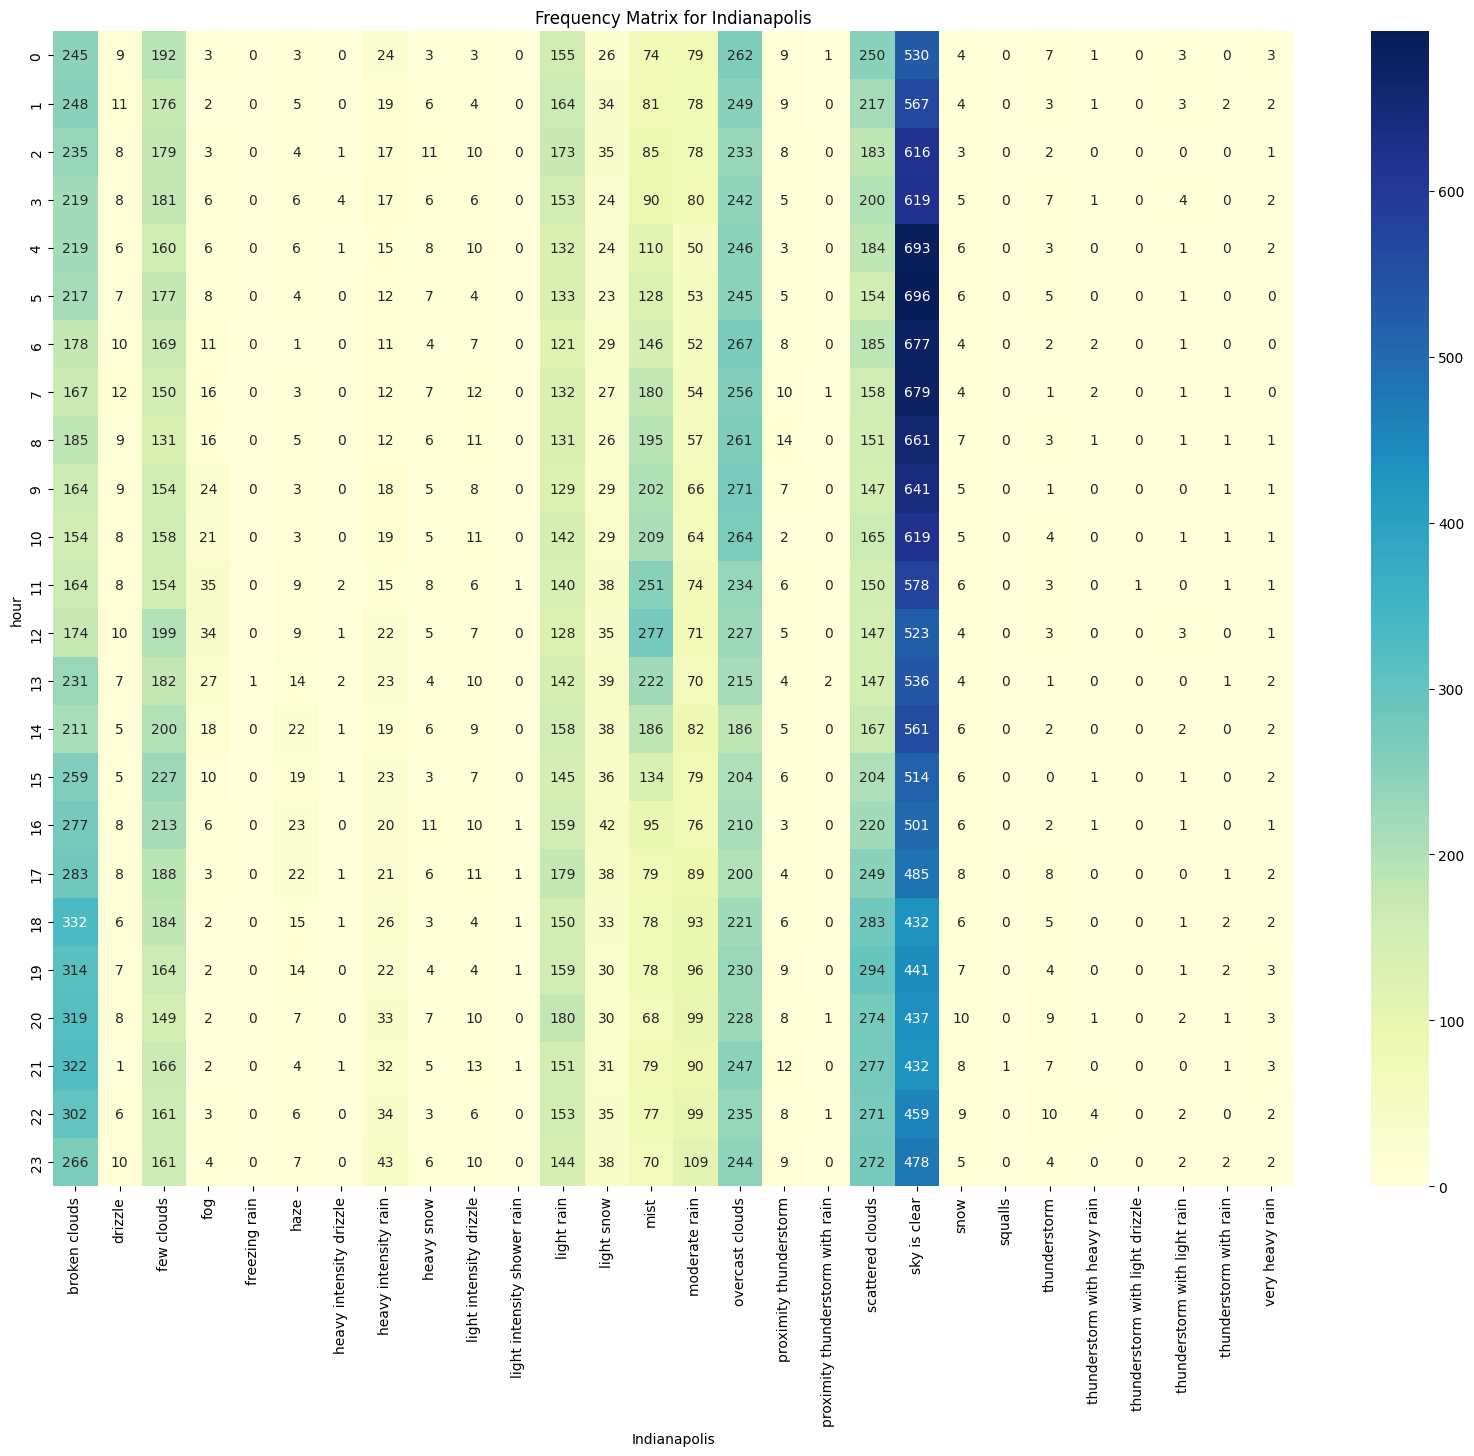 Frequency Matrix for Indianapolis
0 245 9 192 3 0 3 0 24 3 3 0 155 26 74 79 262 9 1 250 530 4 0 7 1 0 3 0 3
1 248 11 176 2 0 5 0 19 6 4 0 164 34 81 78 249 9 0 217 567 4 0 3 1 0 3 2 2
2 235 8 179 3 0 4 1 17 11 10 0 173 35 85 78 233 8 0 183 616 3 0 2 0 0 0 0 1
3 219 8 181 6 0 6 4 17 6 6 0 153 24 90 80 242 5 0 200 619 5 0 7 1 0 4 0 2
4 219 6 160 6 0 6 1 15 8 10 0 132 24 110 50 246 3 0 184 693 6 0 3 0 0 1 0 2
5 217 7 177 8 0 4 0 12 7 4 0 133 23 128 53 245 5 0 154 696 6 0 5 0 0 1 0 0
6 178 10 169 11 0 1 0 11 4 7 0 121 29 146 52 267 8 0 185 677 4 0 2 2 0 1 0 0
7 167 12 150 16 0 3 0 12 7 12 0 132 27 180 54 256 10 1 158 679 4 0 1 2 0 1 1 0
8 185 9 131 16 0 5 0 12 6 11 0 131 26 195 57 261 14 0 151 661 7 0 3 1 0 1 1 1
9 164 9 154 24 0 3 0 18 5 8 0 129 29 202 66 271 7 0 147 641 5 0 1 0 0 0 1 1
10 154 8 158 21 0 3 0 19 5 11 0 142 29 209 64 264 2 0 165 619 5 0 4 0 0 1 1 1
11 164 8 154 35 0 9 2 15 8 6 1 140 38 251 74 234 6 0 150 578 6 0 3 0 1 0 1 1
12 174 10 199 34 0 9 1 22 5 7 0 128 35 277 71 227 5 0 147 523 4 0 3 0 0 3 0 1
13 231 7 182 27 1 14 2 23 4 10 0 142 39 222 70 215 4 2 147 536 4 0 1 0 0 0 1 2
14 211 5 200 18 0 22 1 19 6 9 0 158 38 186 82 186 5 0 167 561 6 0 2 0 0 2 0 2
15 259 5 227 10 0 19 1 23 3 7 0 145 36 134 79 204 6 0 204 514 6 0 0 1 0 1 0 2
16 277 8 213 6 0 23 0 20 11 10 1 159 42 95 76 210 3 0 220 501 6 0 2 1 0 1 0 1
17 283 8 188 3 0 22 1 21 6 11 1 179 38 79 89 200 4 0 249 485 8 0 8 0 0 0 1 2
18 332 6 184 2 0 15 1 26 3 4 1 150 33 78 93 221 6 0 283 432 6 0 5 0 0 1 2 2
19 314 7 164 2 0 14 0 22 4 4 1 159 30 78 96 230 9 0 294 441 7 0 4 0 0 1 2 3
20 319 8 149 2 0 7 0 33 7 10 0 180 30 68 99 228 8 1 274 437 10 0 9 1 0 2 1 3
21 322 1 166 2 0 4 1 32 5 13 1 151 31 79 90 247 12 0 277 432 8 1 7 0 0 0 1 3
22 302 6 161 3 0 6 0 34 3 6 0 153 35 77 99 235 8 1 271 459 9 0 10 4 0 2 0 2
23 266 10 161 4 0 7 0 43 6 10 0 144 38 70 109 244 9 0 272 478 5 0 4 0 0 2 2 2
hour
broken clouds
drizzle
few clouds
fog
freezing rain
haze
heavy intensity drizzle
heavy intensity rain
heavy snow
light intensity drizzle
light intensity shower rain
light rain
light snow
mist
moderate rain
overcast clouds
proximity thunderstorm
proximity thunderstorm with rain
scattered clouds
sky is clear
snow
squalls
thunderstorm
thunderstorm with heavy rain
thunderstorm with light drizzle
thunderstorm with light rain
thunderstorm with rain
very heavy rain
Indianapolis
600
500
400
300
200
100
0